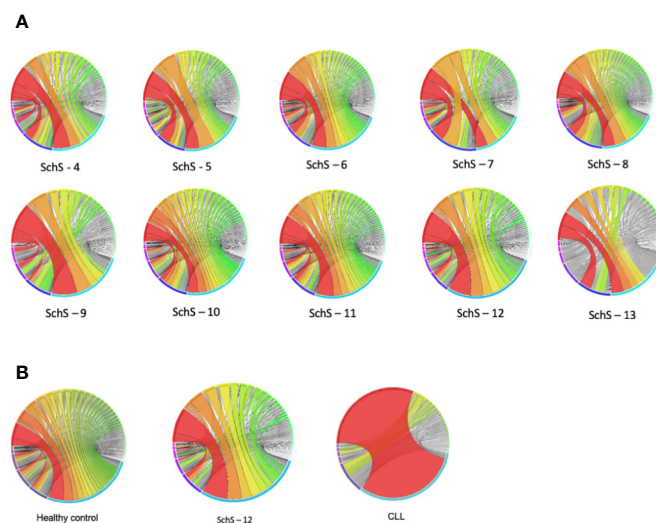 A
SchS - 4
SchS - 5
SchS – 6
SchS – 7
SchS – 8
SchS – 9
SchS – 10
SchS – 11
SchS – 12
SchS – 13
B
Healthy control
SchS – 12
CLL